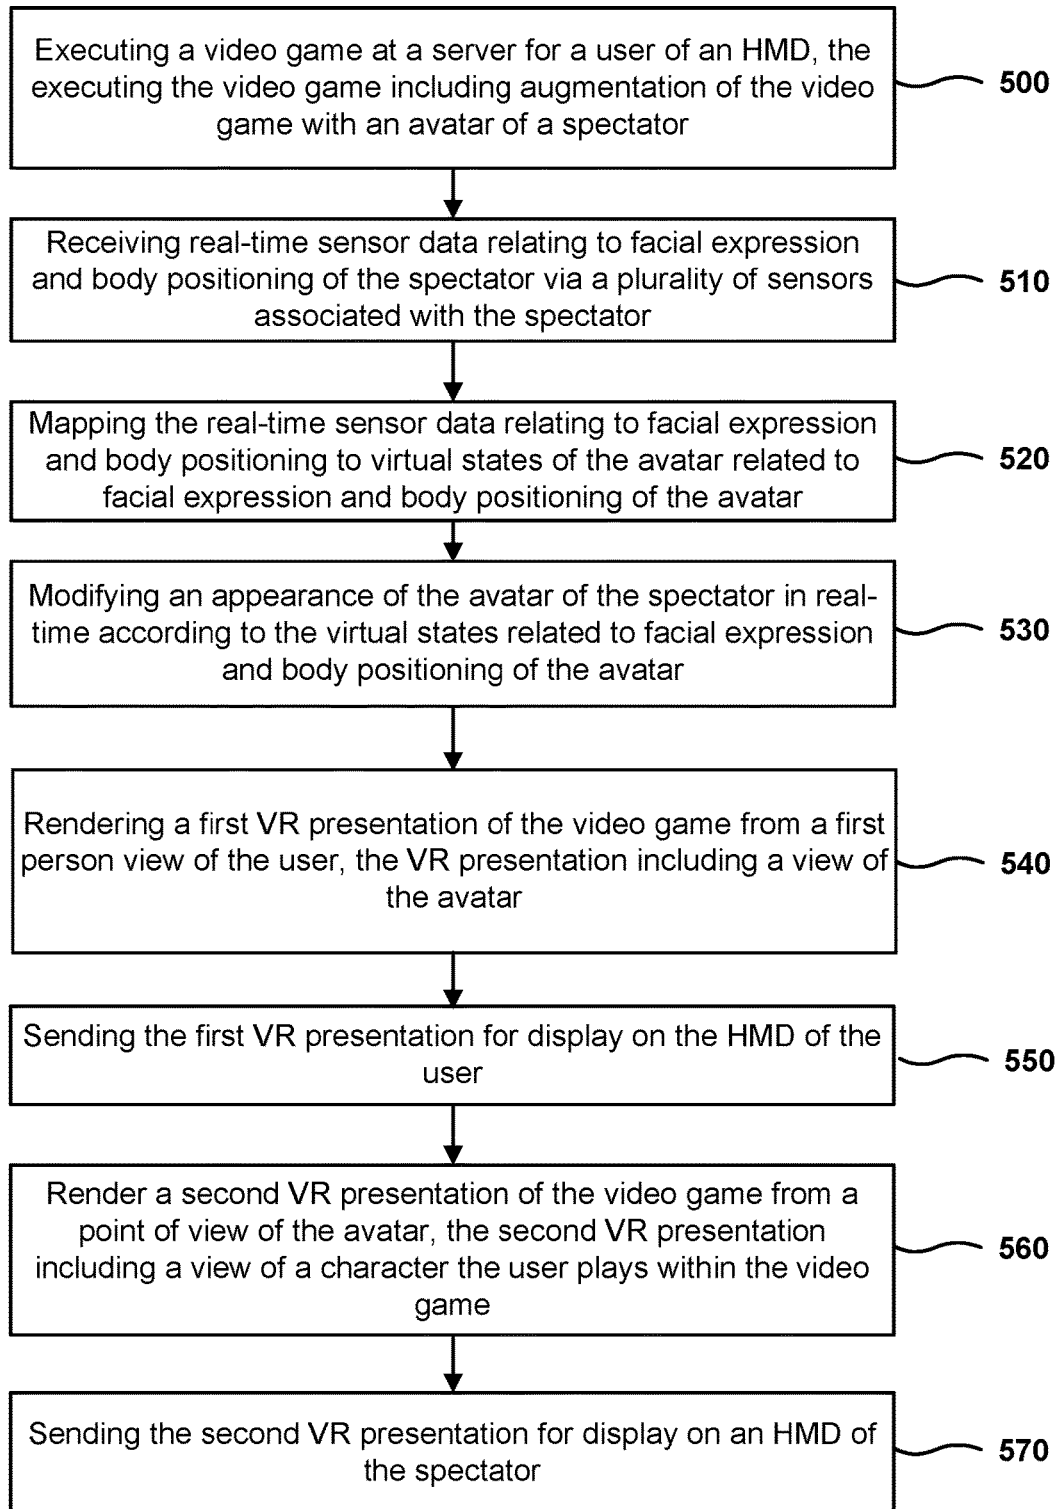 Executing a video game at a server for a user of an HMD, the
executing the video game including augmentation of the video
game with an avatar of a spectator
500
Receiving real-time sensor data relating to facial expression
and body positioning of the spectator via a plurality of sensors
associated with the spectator
510
Mapping the real-time sensor data relating to facial expression
and body positioning to virtual states of the avatar related to
facial expression and body positioning of the avatar
520
Modifying an appearance of the avatar of the spectator in real-
time according to the virtual states related to facial expression
and body positioning of the avatar
530
Rendering a first VR presentation of the video game from a first
person view of the user, the VR presentation including a view of
the avatar
540
Sending the first VR presentation for display on the HMD of the
user
550
Render a second VR presentation of the video game from a
point of view of the avatar, the second VR presentation
including a view of a character the user plays within the video
game
560
Sending the second VR presentation for display on an HMD of
the spectator
570